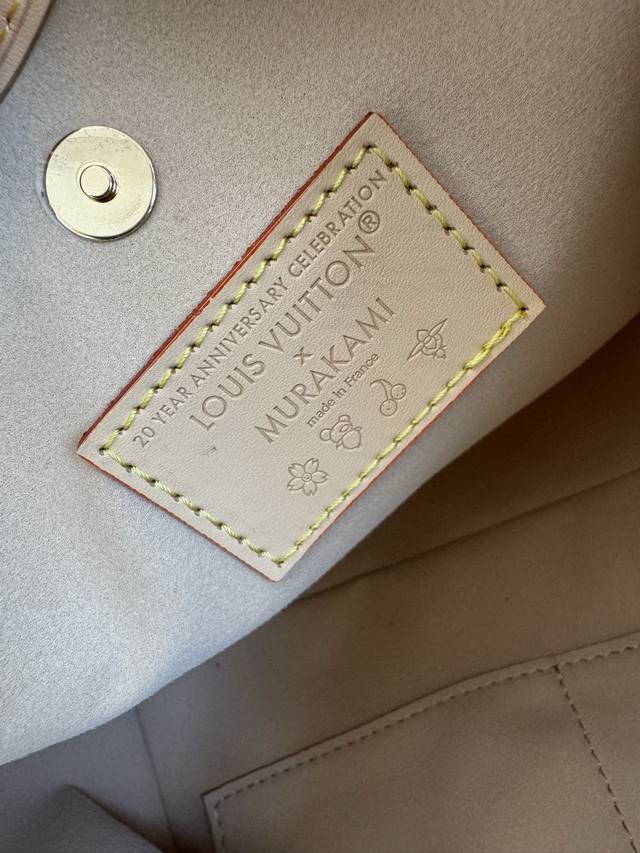 20 YEAR ANNIVERSARY CELEBRATION
LOUIS VUITTON®
x
MURAKAMI
made in France